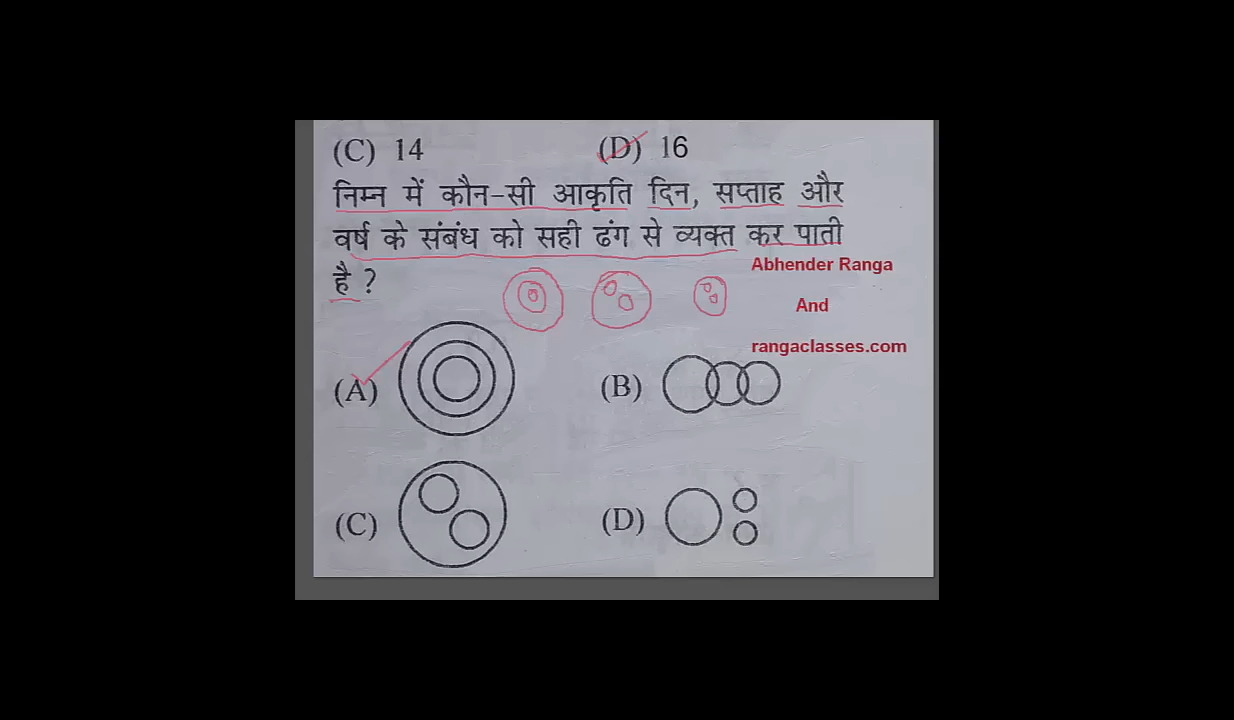 (C) 14 (D) 16
निम्न में कौन-सी आकृति दिन, सप्ताह और
वर्ष के संबंध को सही ढंग से व्यक्त कर पाती
है ?
Abhender Ranga
And
rangaclasses.com
(A) (B)
(C) (D)